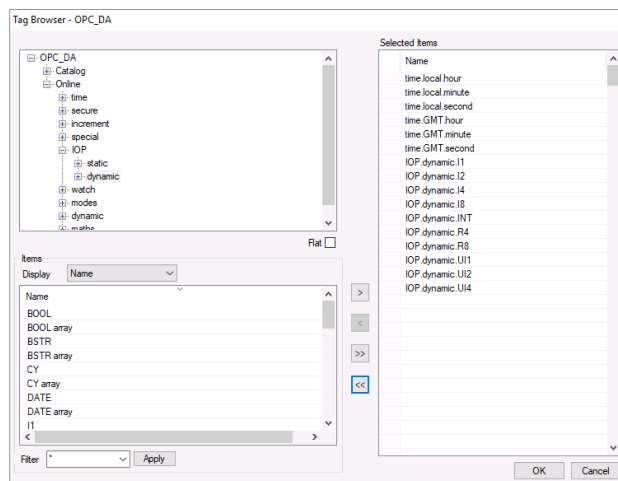 Tag Browser - OPC_DA
OPC_DA
Catalog
Online
time
secure
increment
special
IOP
static
dynamic
watch
modes
dynamic
maths
Flat
Items
Display Name
Name
BOOL
BOOL array
BSTR
BSTR array
CY
CY array
DATE
DATE array
I1
Filter * Apply
>
<
>>
<<
Selected Items
Name
time.local.hour
time.local.minute
time.local.second
time.GMT.hour
time.GMT.minute
time.GMT.second
IOP.dynamic.I1
IOP.dynamic.I2
IOP.dynamic.I4
IOP.dynamic.I8
IOP.dynamic.INT
IOP.dynamic.R4
IOP.dynamic.R8
IOP.dynamic.UI1
IOP.dynamic.UI2
IOP.dynamic.UI4
OK Cancel